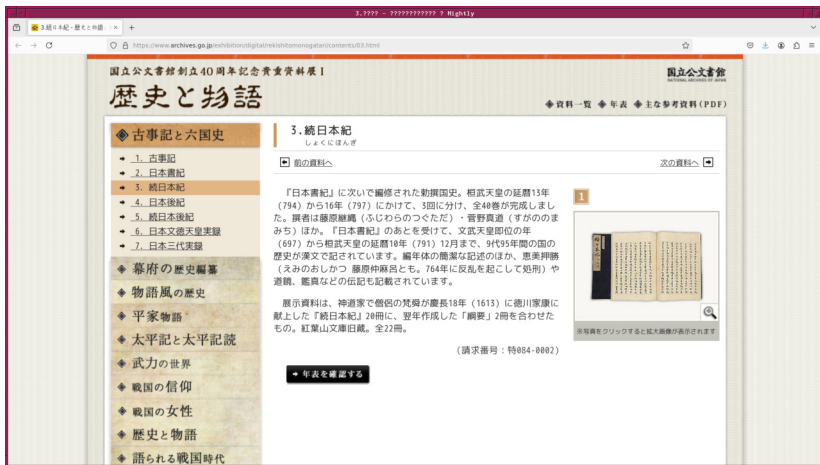 3.???? - ???????????? ? Nightly
3.続日本紀 - 歴史と物語
https://www.archives.go.jp/exhibition/digital/rekishitomonogatari/contents/03.html
国立公文書館創立40周年記念貴重資料展Ⅰ
歴史と物語
国立公文書館
NATIONAL ARCHIVES OF JAPAN
資料一覧 年表 主な参考資料(PDF)
古事記と六国史
1. 古事記
2. 日本書紀
3. 続日本紀
4. 日本後紀
5. 続日本後紀
6. 日本文徳天皇実録
7. 日本三代実録
幕府の歴史編纂
物語風の歴史
平家物語
太平記と太平記読
武力の世界
戦国の信仰
戦国の女性
歴史と物語
語られる戦国時代
3.続日本紀
しょくにほんぎ
前の資料へ
次の資料へ
『日本書紀』に次いで編修された勅撰国史。桓武天皇の延暦13年
(794)から16年(797)にかけて、3回に分け、全40巻が完成しまし
た。撰者は藤原継縄(ふじわらのつぐただ)・菅野真道(すがののま
みち)ほか。『日本書紀』のあとを受けて、文武天皇即位の年
(697)から桓武天皇の延暦10年(791)12月まで、9代95年間の国の
歴史が漢文で記されています。編年体の簡潔な記述のほか、恵美押勝
(えみのおしかつ 藤原仲麻呂とも。764年に反乱を起こして処刑)や
道鏡、鑑真などの伝記も記載されています。
展示資料は、神道家で僧侶の梵舜が慶長18年(1613)に徳川家康に
献上した『続日本紀』20冊に、翌年作成した「綱要」2冊を合わせた
もの。紅葉山文庫旧蔵。全22冊。
(請求番号:特084-0002)
年表を確認する
1
※写真をクリックすると拡大画像が表示されます